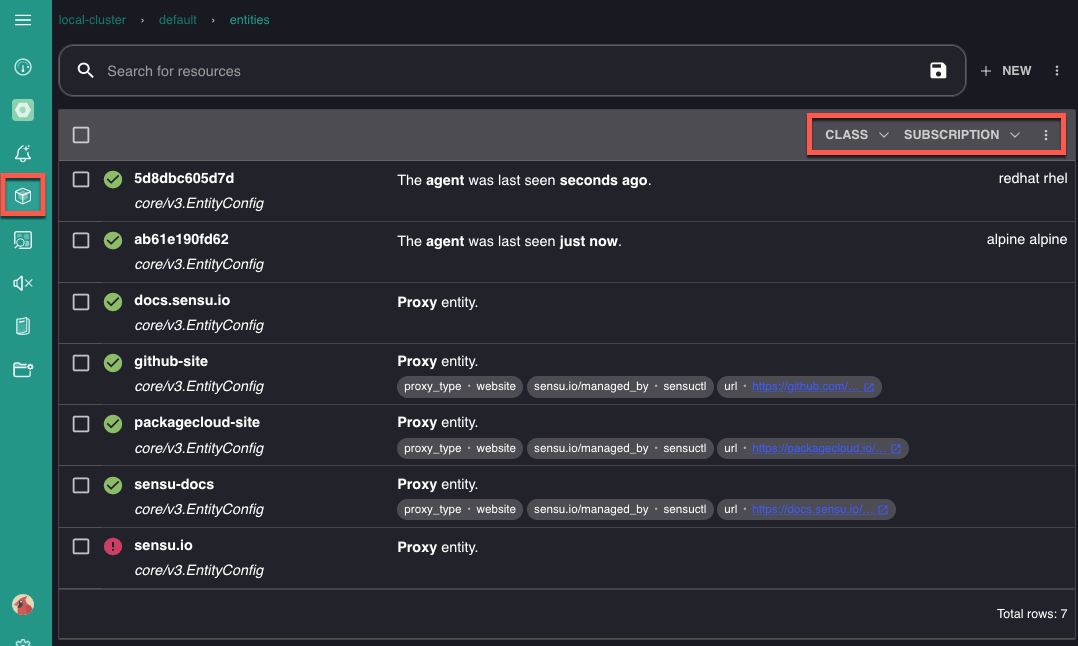 local-cluster › default › entities
Search for resources
+ NEW
CLASS SUBSCRIPTION
5d8dbc605d7d
The agent was last seen seconds ago.
redhat rhel
core/v3.EntityConfig
ab61e190fd62
The agent was last seen just now.
alpine alpine
core/v3.EntityConfig
docs.sensu.io
Proxy entity.
core/v3.EntityConfig
github-site
Proxy entity.
core/v3.EntityConfig
proxy_type · website sensu.io/managed_by · sensuctl url · https://github.com/...
packagecloud-site
Proxy entity.
core/v3.EntityConfig
proxy_type · website sensu.io/managed_by · sensuctl url · https://packagecloud.io/...
sensu-docs
Proxy entity.
core/v3.EntityConfig
proxy_type · website sensu.io/managed_by · sensuctl url · https://docs.sensu.io/...
sensu.io
Proxy entity.
core/v3.EntityConfig
Total rows: 7